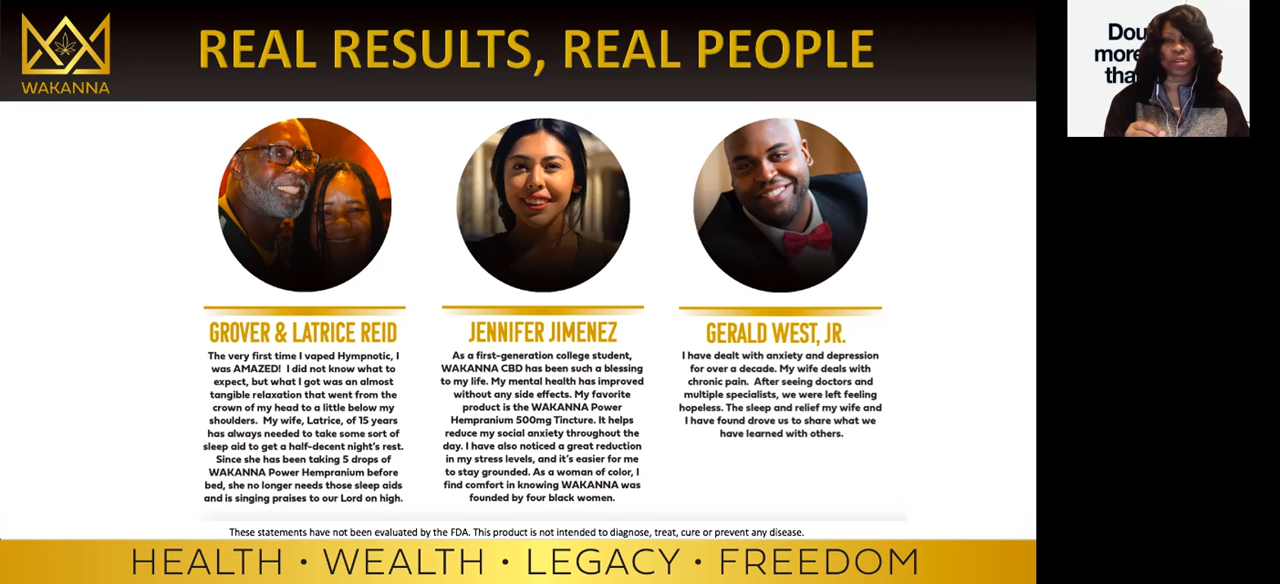 WAKANNA
REAL RESULTS, REAL PEOPLE
GROVER & LATRICE REID
The very first time I vaped Hympnotic, I
was AMAZED!  I did not know what to
expect, but what I got was an almost
tangible relaxation that went from the
crown of my head to a little below my
shoulders.  My wife, Latrice, of 15 years
has always needed to take some sort of
sleep aid to get a half-decent night's rest.
Since she has been taking 5 drops of
WAKANNA Power Hempranium before
bed, she no longer needs those sleep aids
and is singing praises to our Lord on high.
JENNIFER JIMENEZ
As a first-generation college student,
WAKANNA CBD has been such a blessing
to my life. My mental health has improved
without any side effects. My favorite
product is the WAKANNA Power
Hempranium 500mg Tincture. It helps
reduce my social anxiety throughout the
day. I have also noticed a great reduction
in my stress levels, and it's easier for me
to stay grounded. As a woman of color, I
find comfort in knowing WAKANNA was
founded by four black women.
GERALD WEST, JR.
I have dealt with anxiety and depression
for over a decade. My wife deals with
chronic pain.  After seeing doctors and
multiple specialists, we were left feeling
hopeless. The sleep and relief my wife and
I have found drove us to share what we
have learned with others.
These statements have not been evaluated by the FDA. This product is not intended to diagnose, treat, cure or prevent any disease.
HEALTH • WEALTH • LEGACY • FREEDOM
Dou
more
tha